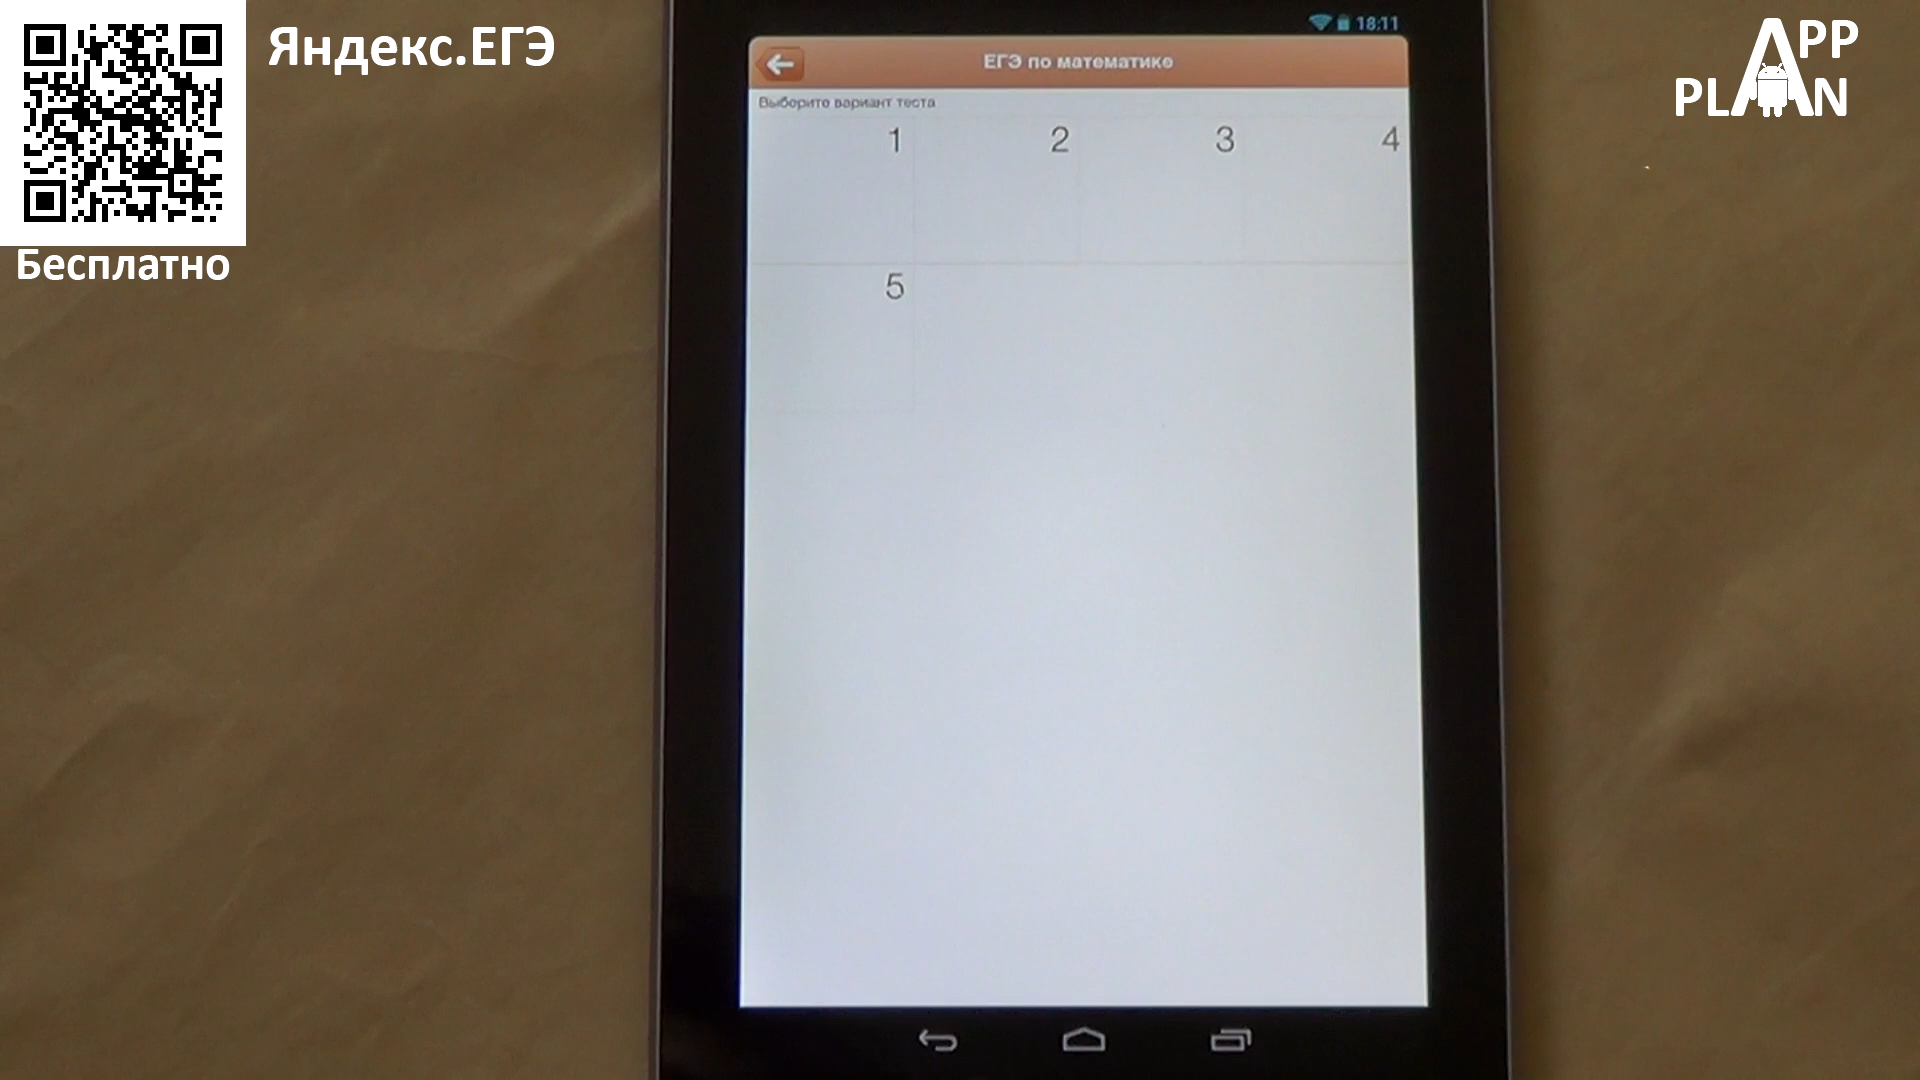 Яндекс.ЕГЭ
Бесплатно
APP
PLAN
18:11
ЕГЭ по математике
Выберите вариант теста
1 2 3 4
5